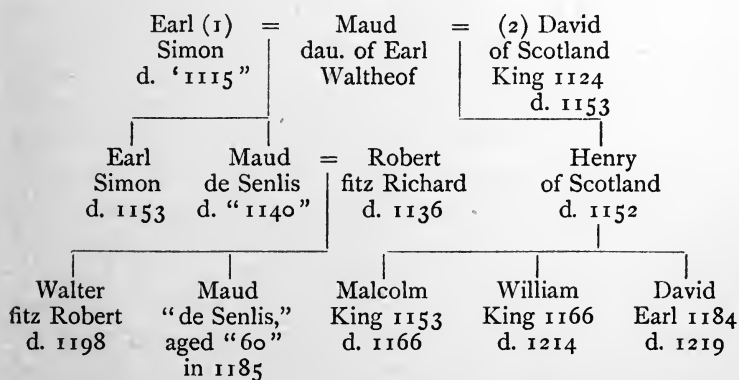 Earl (1) = Maud = (2) David
Simon dau. of Earl of Scotland
d. ‘1115” Waltheof King 1124
d. 1153
Earl Maud = Robert Henry
Simon de Senlis fitz Richard of Scotland
d. 1153 d. “1140” d. 1136 d. 1152
Walter Maud Malcolm William David
fitz Robert “de Senlis,” King 1153 King 1166 Earl 1184
d. 1198 aged “60” d. 1166 d. 1214 d. 1219
in 1185